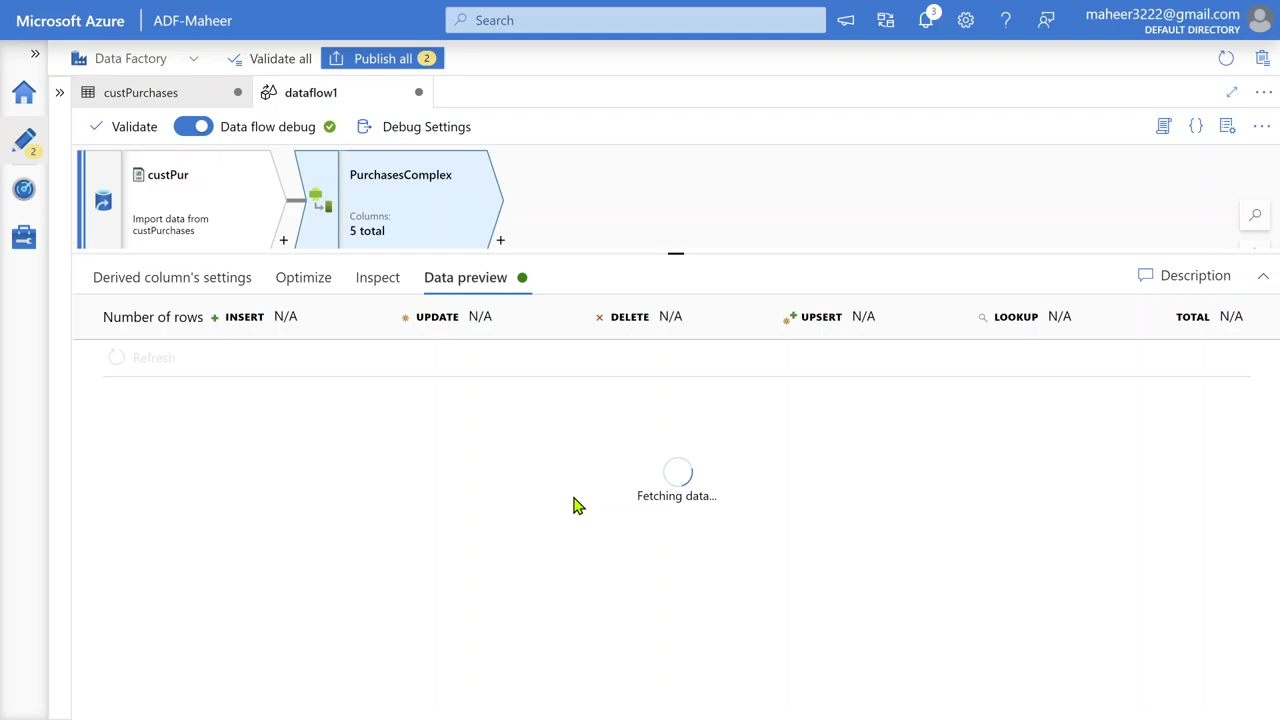 Microsoft Azure
ADF-Maheer
Search
3
maheer3222@gmail.com
DEFAULT DIRECTORY
Data Factory
Validate all
Publish all 2
custPurchases
dataflow1
Validate
Data flow debug
Debug Settings
2
custPur
Import data from
custPurchases
PurchasesComplex
Columns:
5 total
Derived column's settings
Optimize
Inspect
Data preview
Description
Number of rows
INSERT N/A
UPDATE N/A
DELETE N/A
UPSERT N/A
LOOKUP N/A
TOTAL N/A
Refresh
Fetching data...